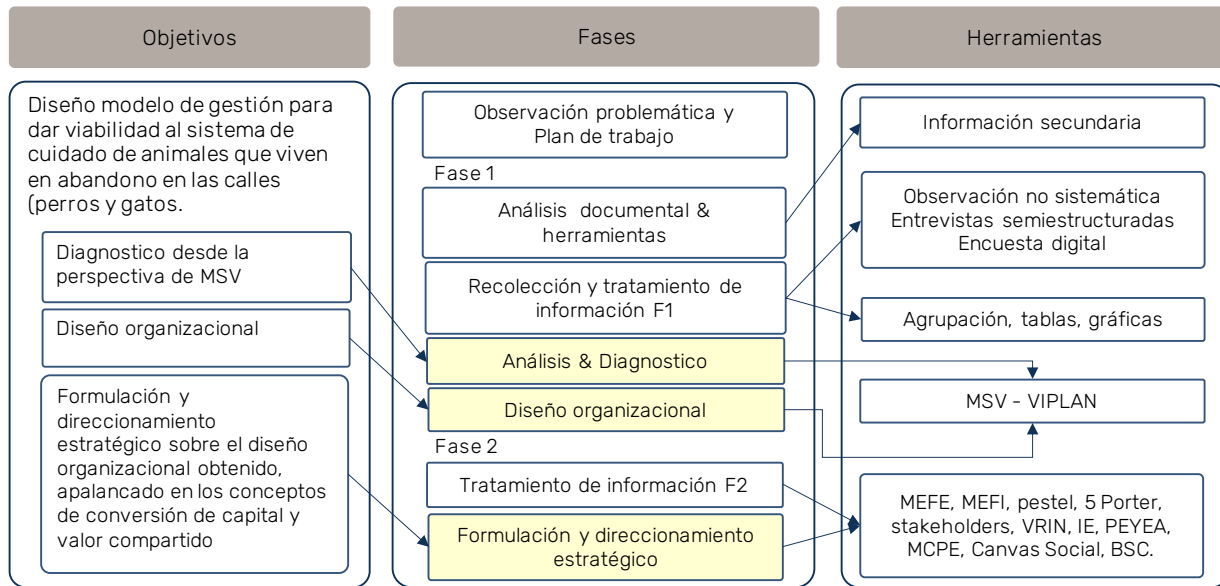 Objetivos
Diseño modelo de gestión para
dar viabilidad al sistema de
cuidado de animales que viven
en abandono en las calles
(perros y gatos.
Diagnostico desde la
perspectiva de MSV
Diseño organizacional
Formulación y
direccionamiento
estratégico sobre el diseño
organizacional obtenido,
apalancado en los conceptos
de conversión de capital y
valor compartido
Fases
Observación problemática y
Plan de trabajo
Fase 1
Análisis documental &
herramientas
Recolección y tratamiento de
información F1
Análisis & Diagnostico
Diseño organizacional
Fase 2
Tratamiento de información F2
Formulación y direccionamiento
estratégico
Herramientas
Información secundaria
Observación no sistemática
Entrevistas semiestructuradas
Encuesta digital
Agrupación, tablas, gráficas
MSV - VIPLAN
MEFE, MEFI, pestel, 5 Porter,
stakeholders, VRIN, IE, PEYEA,
MCPE, Canvas Social, BSC.